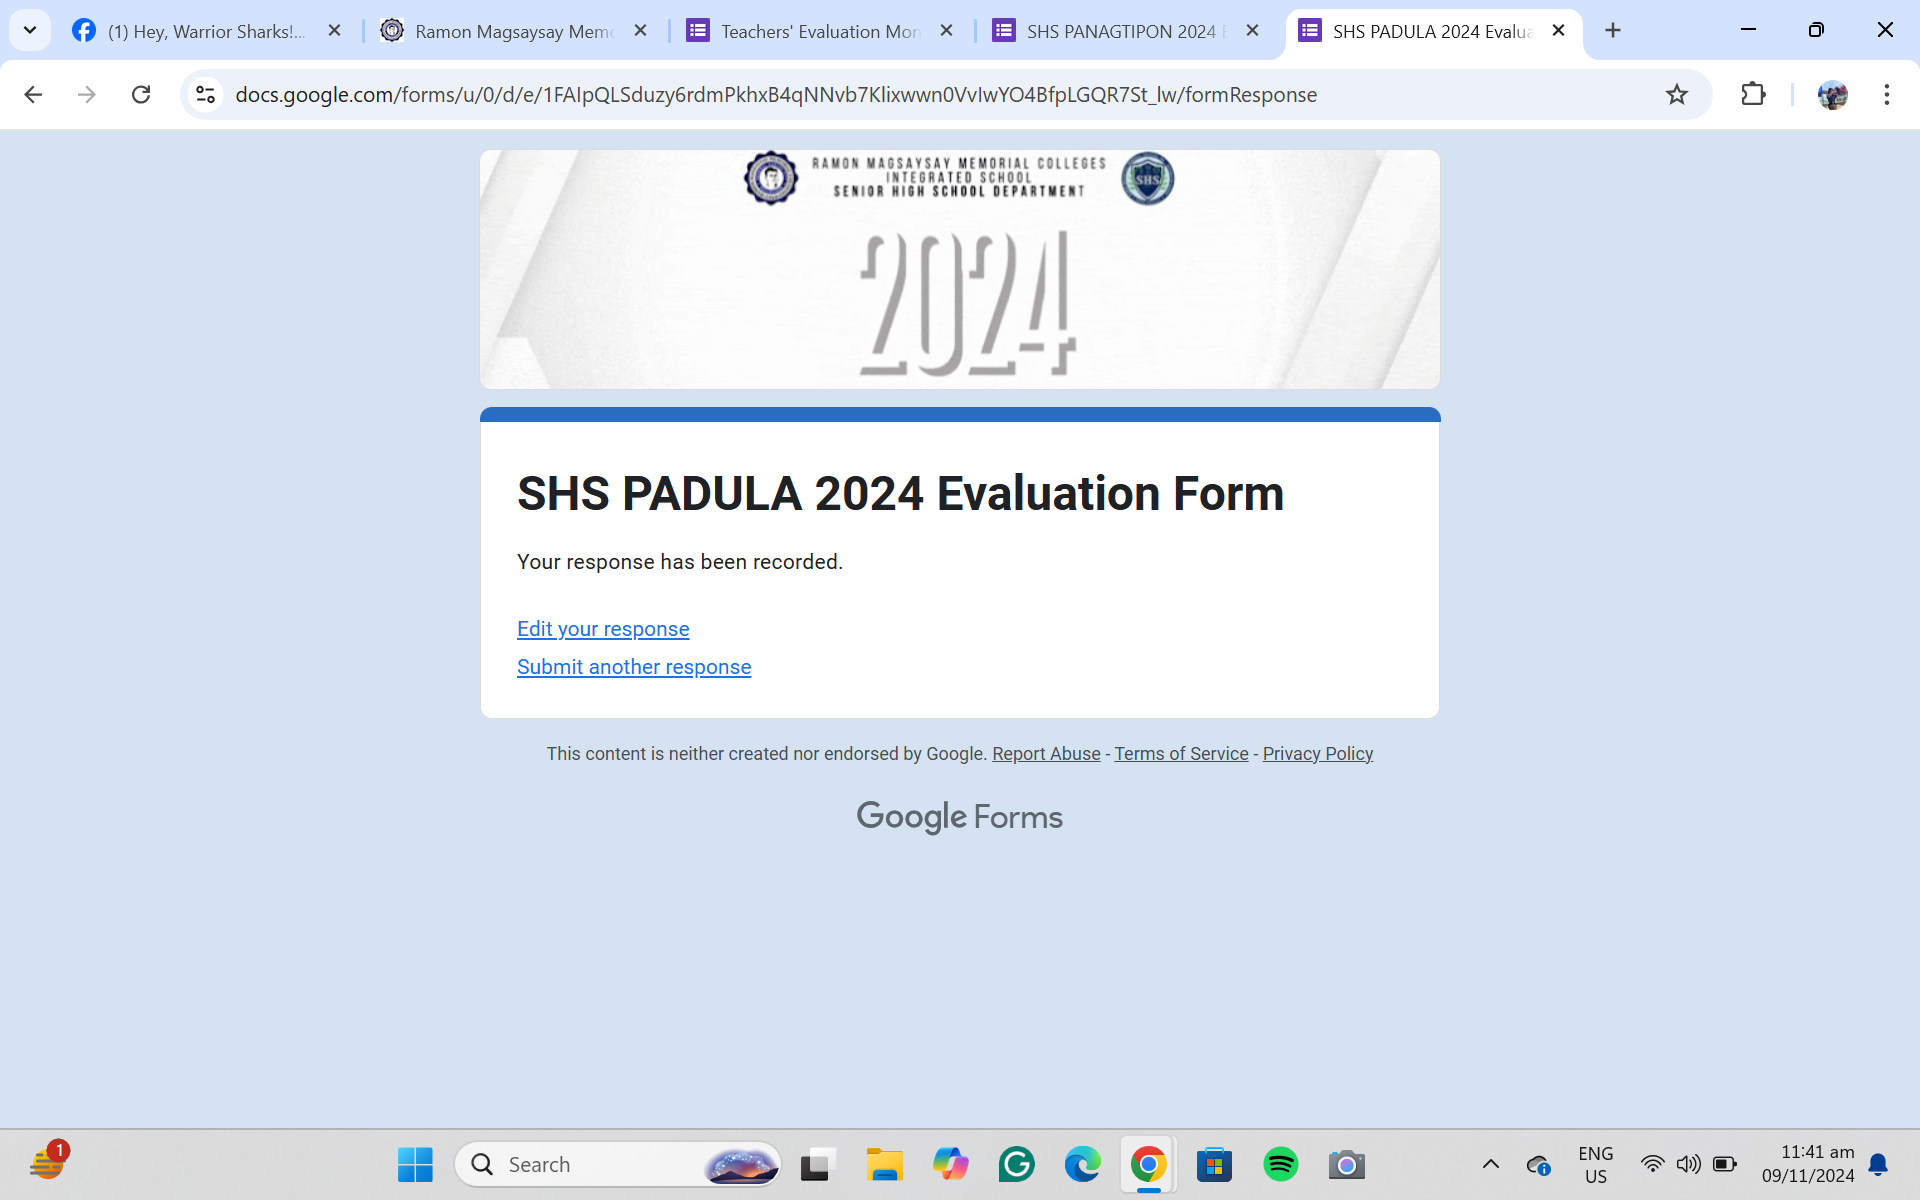 (1) Hey, Warrior Sharks!...
Ramon Magsaysay Memo
Teachers' Evaluation Mon
SHS PANAGTIPON 2024 E
SHS PADULA 2024 Evalua
docs.google.com/forms/u/0/d/e/1FAIpQLSduzy6rdmPkhxB4qNNvb7Klixwwn0VvIwYO4BfpLGQR7St_lw/formResponse
RAMON MAGSAYSAY MEMORIAL COLLEGES
INTEGRATED SCHOOL
SENIOR HIGH SCHOOL DEPARTMENT
SHS
2024
SHS PADULA 2024 Evaluation Form
Your response has been recorded.
Edit your response
Submit another response
This content is neither created nor endorsed by Google. Report Abuse - Terms of Service - Privacy Policy
Google Forms
1
Search
ENG
US
11:41 am
09/11/2024